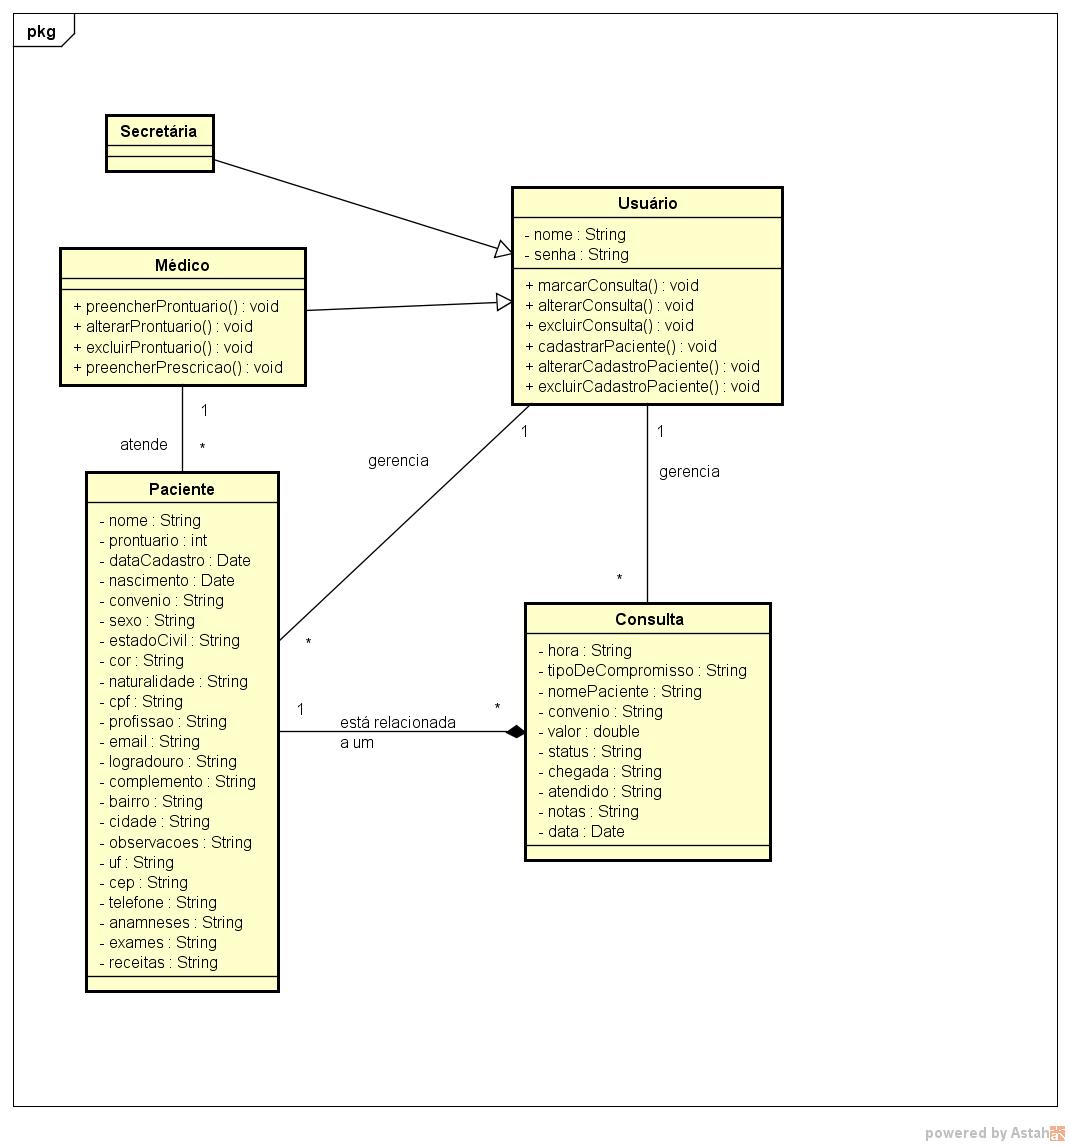 pkg
Secretária
Usuário
- nome : String
- senha : String
+ marcarConsulta() : void
+ alterarConsulta() : void
+ excluirConsulta() : void
+ cadastrarPaciente() : void
+ alterarCadastroPaciente() : void
+ excluirCadastroPaciente() : void
Médico
+ preencherProntuario() : void
+ alterarProntuario() : void
+ excluirProntuario() : void
+ preencherPrescricao() : void
1
atende
*
gerencia
1
1
gerencia
*
*
Paciente
- nome : String
- prontuario : int
- dataCadastro : Date
- nascimento : Date
- convenio : String
- sexo : String
- estadoCivil : String
- cor : String
- naturalidade : String
- cpf : String
- profissao : String
- email : String
- logradouro : String
- complemento : String
- bairro : String
- cidade : String
- observacoes : String
- uf : String
- cep : String
- telefone : String
- anamneses : String
- exames : String
- receitas : String
1
*
está relacionada
a um
Consulta
- hora : String
- tipoDeCompromisso : String
- nomePaciente : String
- convenio : String
- valor : double
- status : String
- chegada : String
- atendido : String
- notas : String
- data : Date
powered by Astah